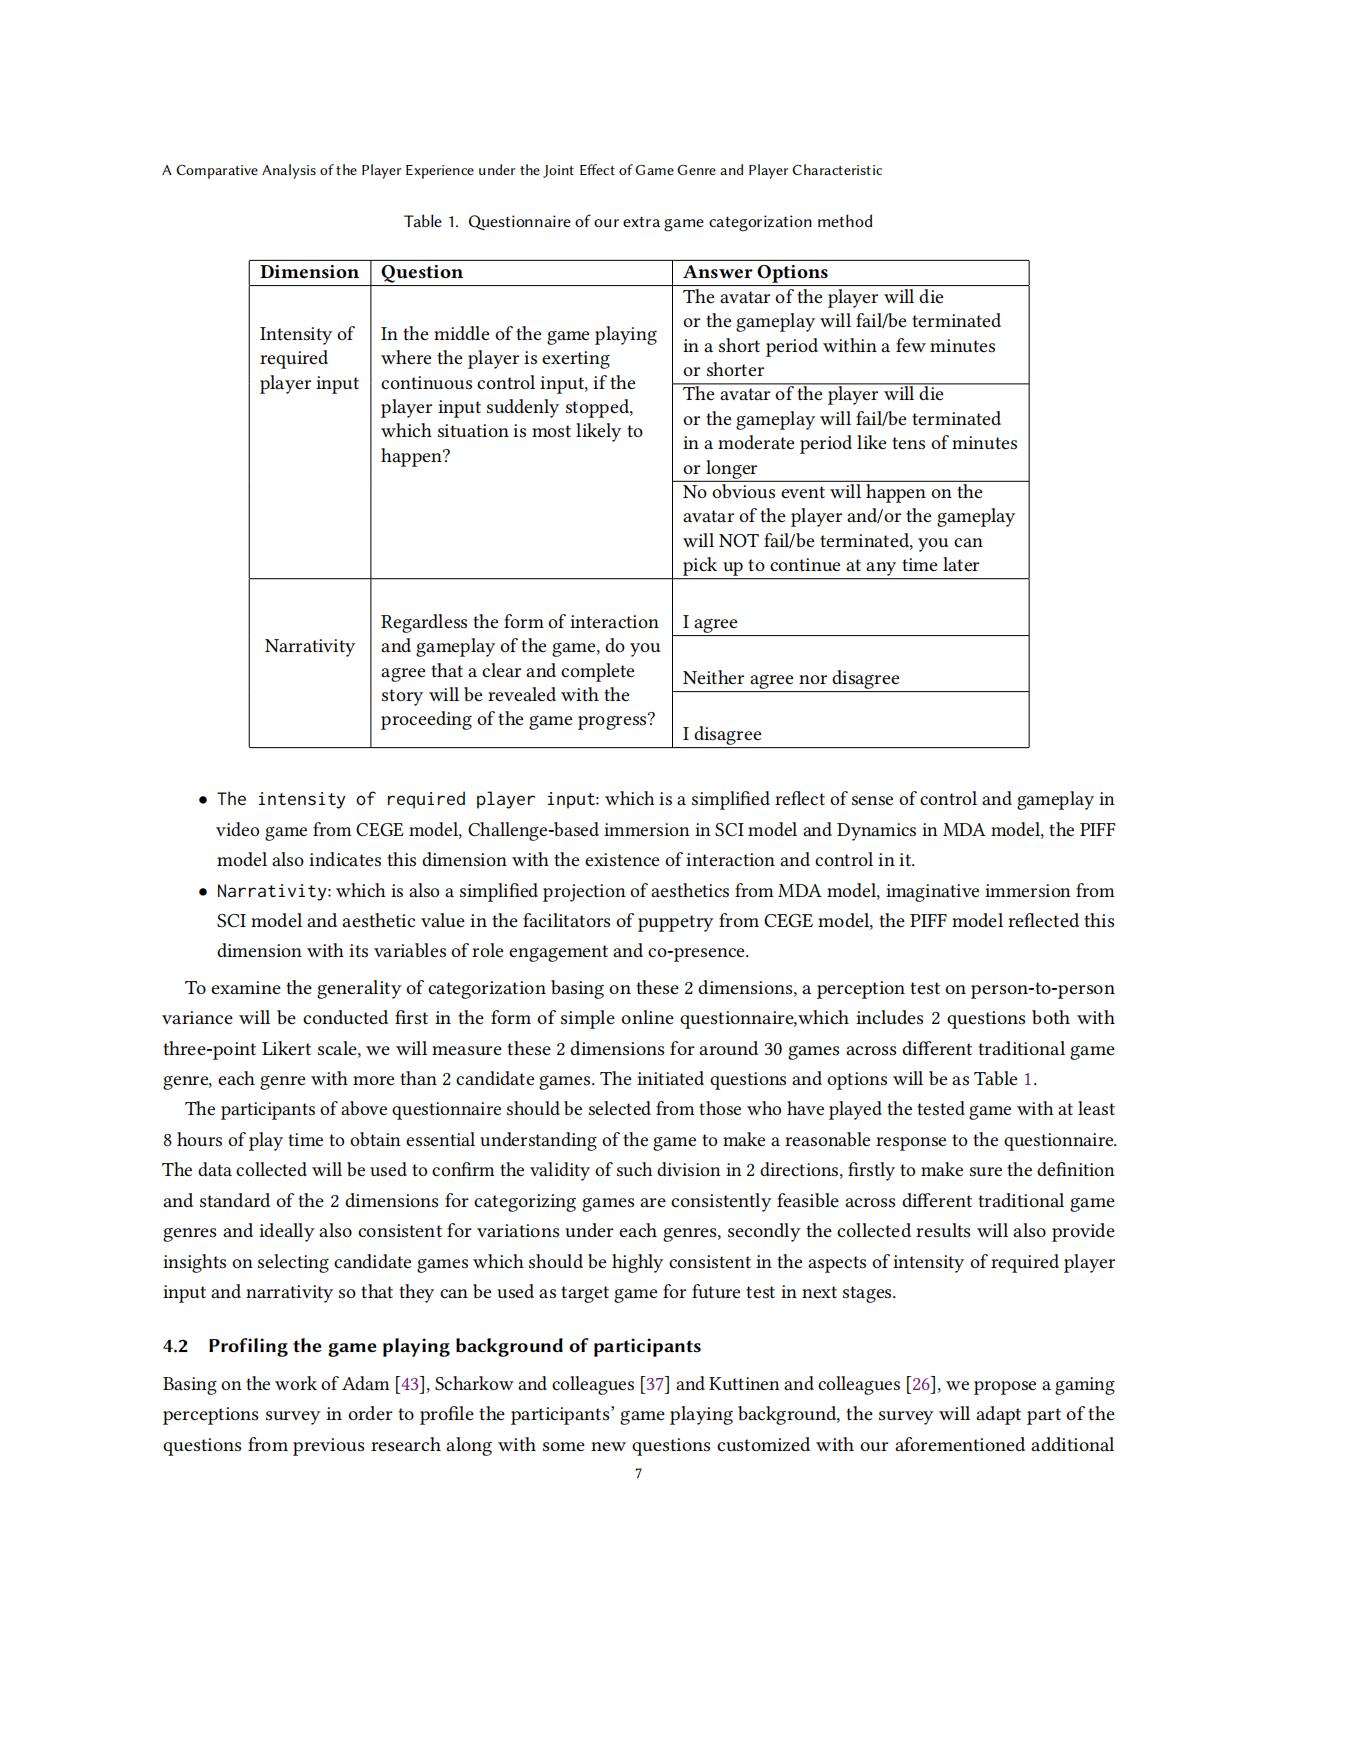 A Comparative Analysis of the Player Experience under the Joint Effect of Game Genre and Player Characteristic
Table 1. Questionnaire of our extra game categorization method
Dimension Question Answer Options
Intensity of
required
player input
In the middle of the game playing
where the player is exerting
continuous control input, if the
player input suddenly stopped,
which situation is most likely to
happen?
The avatar of the player will die
or the gameplay will fail/be terminated
in a short period within a few minutes
or shorter
The avatar of the player will die
or the gameplay will fail/be terminated
in a moderate period like tens of minutes
or longer
No obvious event will happen on the
avatar of the player and/or the gameplay
will NOT fail/be terminated, you can
pick up to continue at any time later
Narrativity
Regardless the form of interaction
and gameplay of the game, do you
agree that a clear and complete
story will be revealed with the
proceeding of the game progress?
I agree
Neither agree nor disagree
I disagree
• The intensity of required player input: which is a simplified reflect of sense of control and gameplay in
video game from CEGE model, Challenge-based immersion in SCI model and Dynamics in MDA model, the PIFF
model also indicates this dimension with the existence of interaction and control in it.
• Narrativity: which is also a simplified projection of aesthetics from MDA model, imaginative immersion from
SCI model and aesthetic value in the facilitators of puppetry from CEGE model, the PIFF model reflected this
dimension with its variables of role engagement and co-presence.
To examine the generality of categorization basing on these 2 dimensions, a perception test on person-to-person
variance will be conducted first in the form of simple online questionnaire,which includes 2 questions both with
three-point Likert scale, we will measure these 2 dimensions for around 30 games across different traditional game
genre, each genre with more than 2 candidate games. The initiated questions and options will be as Table 1.
The participants of above questionnaire should be selected from those who have played the tested game with at least
8 hours of play time to obtain essential understanding of the game to make a reasonable response to the questionnaire.
The data collected will be used to confirm the validity of such division in 2 directions, firstly to make sure the definition
and standard of the 2 dimensions for categorizing games are consistently feasible across different traditional game
genres and ideally also consistent for variations under each genres, secondly the collected results will also provide
insights on selecting candidate games which should be highly consistent in the aspects of intensity of required player
input and narrativity so that they can be used as target game for future test in next stages.
4.2 Profiling the game playing background of participants
Basing on the work of Adam [43], Scharkow and colleagues [37] and Kuttinen and colleagues [26], we propose a gaming
perceptions survey in order to profile the participants' game playing background, the survey will adapt part of the
questions from previous research along with some new questions customized with our aforementioned additional
7